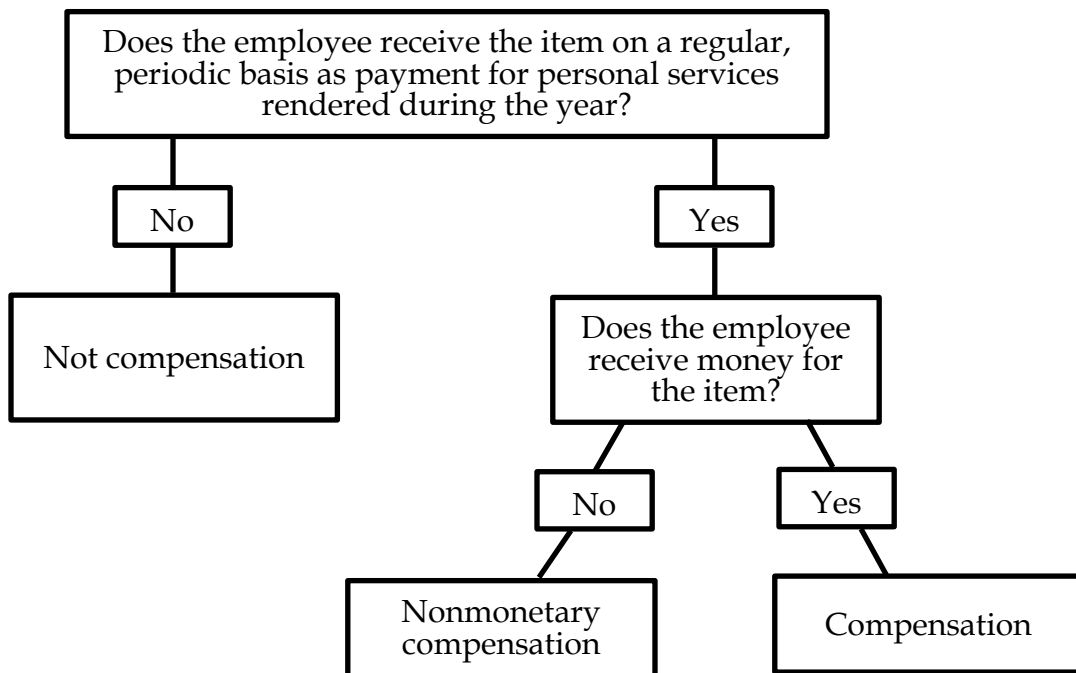 Does the employee receive the item on a regular,
periodic basis as payment for personal services
rendered during the year?
No
Yes
Not compensation
Does the employee
receive money for
the item?
No
Yes
Nonmonetary
compensation
Compensation